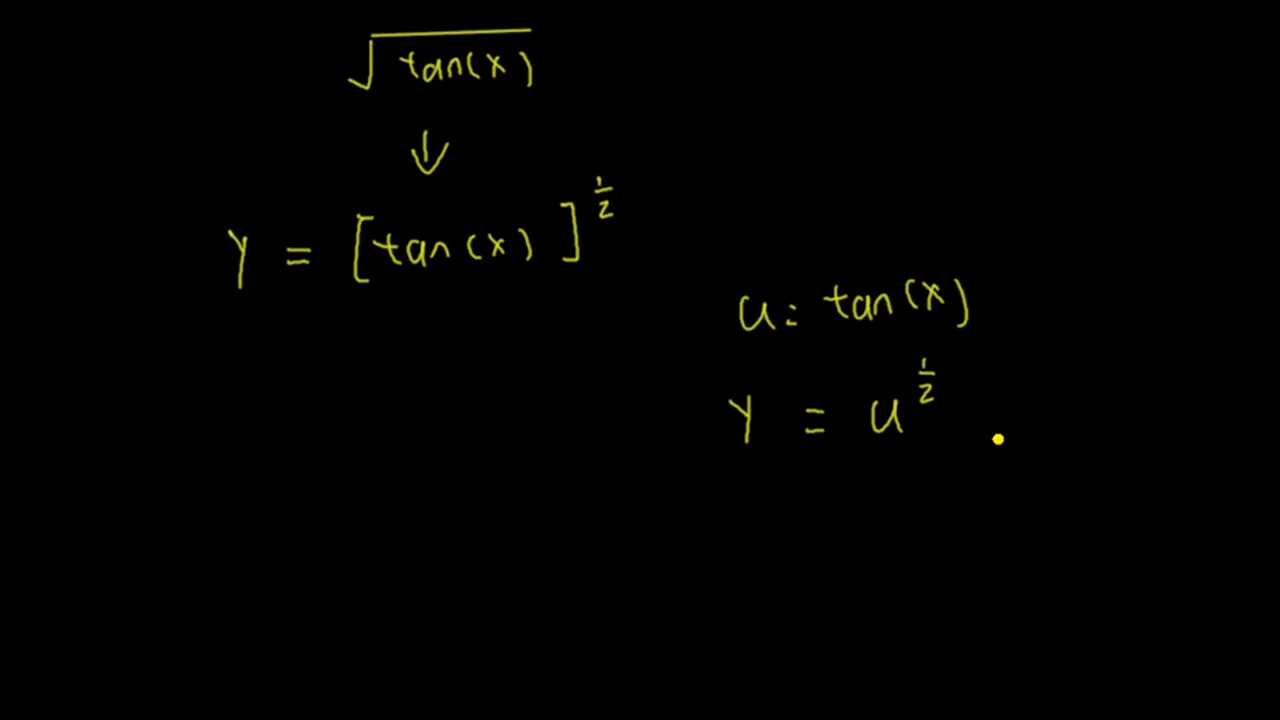 √tan(x)
↓
y = [tan(x)]^½
u = tan(x)
y = u^½